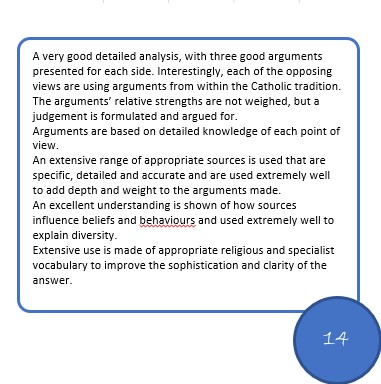 A very good detailed analysis, with three good arguments
presented for each side. Interestingly, each of the opposing
views are using arguments from within the Catholic tradition.
The arguments' relative strengths are not weighed, but a
judgement is formulated and argued for.
Arguments are based on detailed knowledge of each point of
view.
An extensive range of appropriate sources is used that are
specific, detailed and accurate and are used extremely well
to add depth and weight to the arguments made.
An excellent understanding is shown of how sources
influence beliefs and behaviours and used extremely well to
explain diversity.
Extensive use is made of appropriate religious and specialist
vocabulary to improve the sophistication and clarity of the
answer.
14